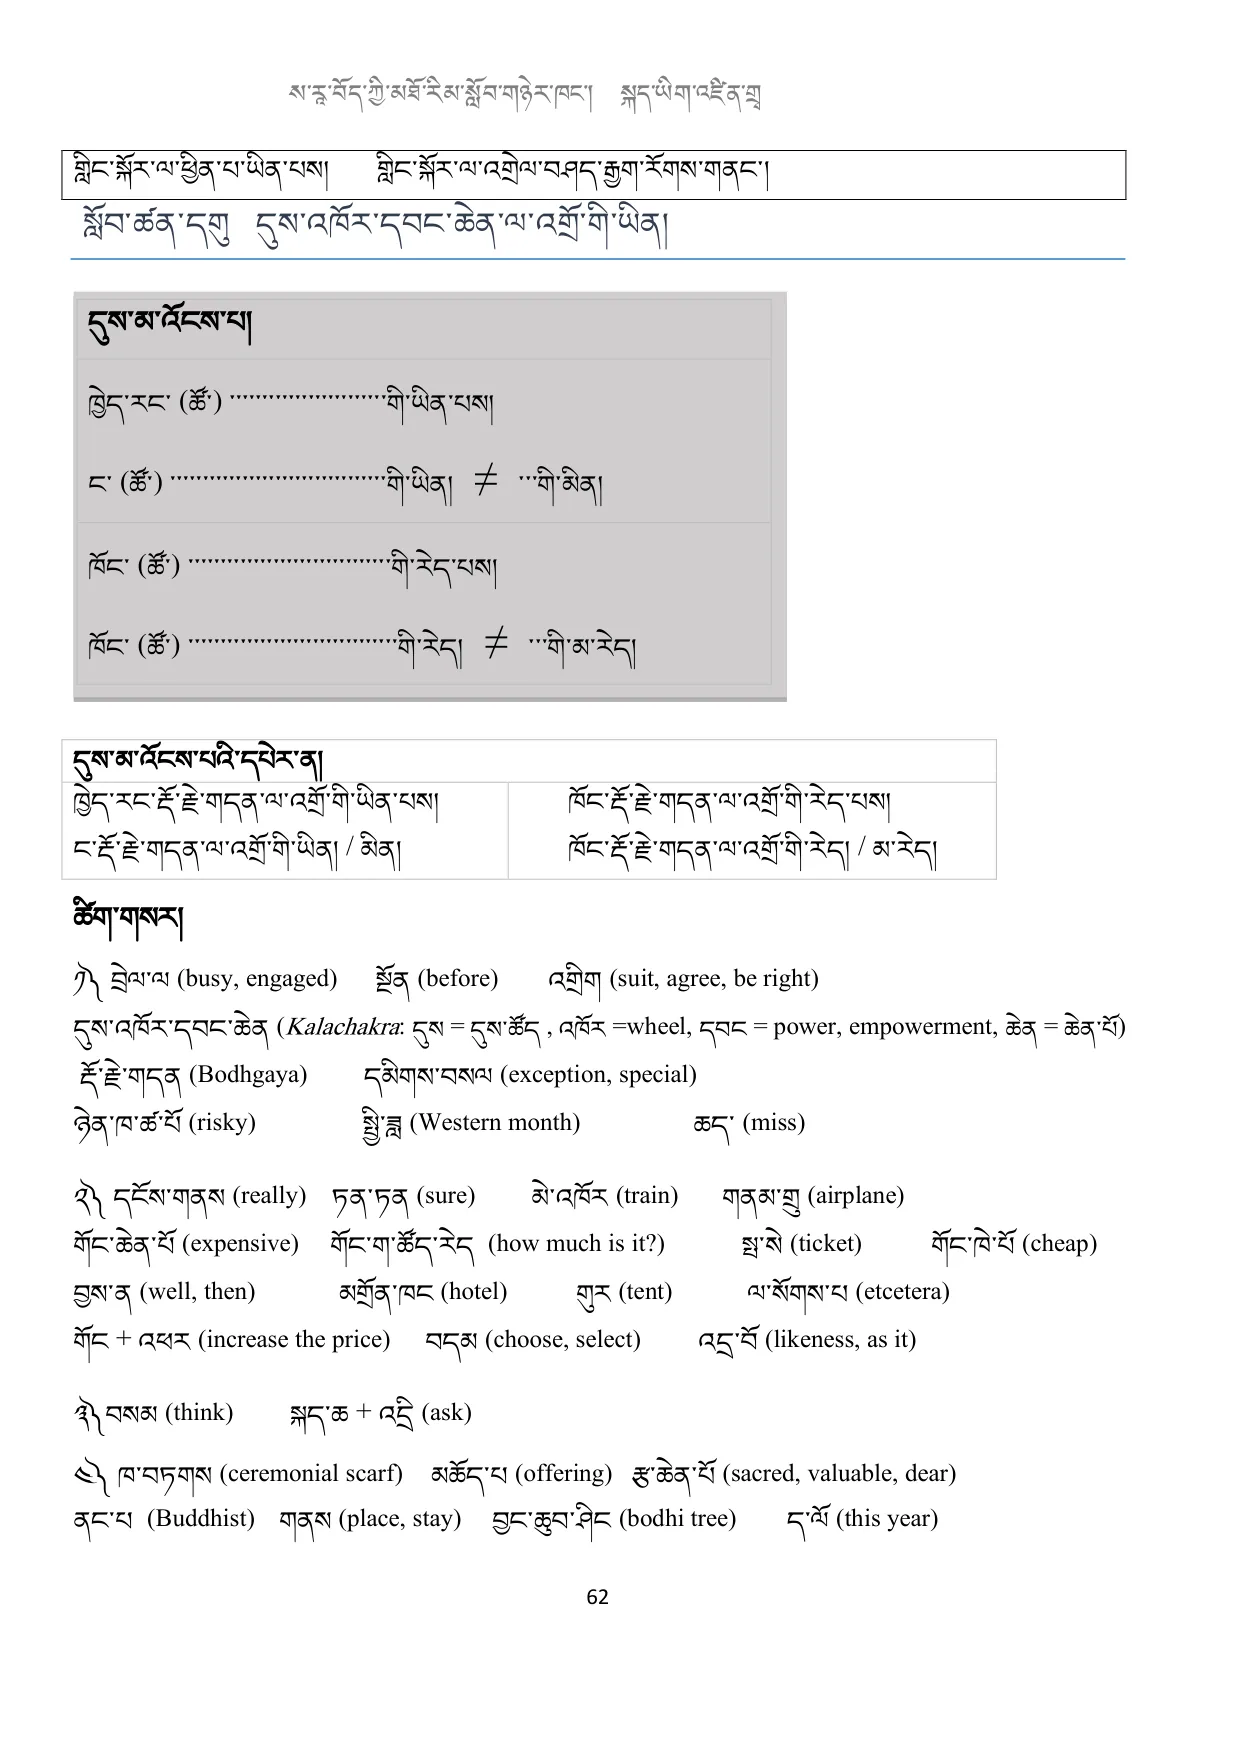 ས་རཱ་བོད་ཀྱི་མཐོ་རིམ་སློབ་གཉེར་ཁང་། སྐད་ཡིག་འཛིན་གྲྭ
གླིང་སྐོར་ལ་ཕྱིན་པ་ཡིན་པས། གླིང་སྐོར་ལ་འགྲེལ་བཤད་རྒྱག་རོགས་གནང་།
སློབ་ཚན་དགུ དུས་འཁོར་དབང་ཆེན་ལ་འགྲོ་གི་ཡིན།
དུས་མ་འོངས་པ།
ཁྱེད་རང་ (ཚོ་) ་་་་་་་་་་་་་་་་་་་་་་་་གི་ཡིན་པས།
ང་ (ཚོ་) ་་་་་་་་་་་་་་་་་་་་་་་་་་་་་་་་་གི་ཡིན། ≠ ་་་གི་མིན།
ཁོང་ (ཚོ་) ་་་་་་་་་་་་་་་་་་་་་་་་་་་་་་་གི་རེད་པས།
ཁོང་ (ཚོ་) ་་་་་་་་་་་་་་་་་་་་་་་་་་་་་་་་གི་རེད། ≠ ་་་གི་མ་རེད།
དུས་མ་འོངས་པའི་དཔེར་ན།
ཁྱེད་རང་རྡོ་རྗེ་གདན་ལ་འགྲོ་གི་ཡིན་པས། ཁོང་རྡོ་རྗེ་གདན་ལ་འགྲོ་གི་རེད་པས།
ང་རྡོ་རྗེ་གདན་ལ་འགྲོ་གི་ཡིན། / མིན། ཁོང་རྡོ་རྗེ་གདན་ལ་འགྲོ་གི་རེད། / མ་རེད།
ཚིག་གསར།
༡༽ བྲེལ་ལ (busy, engaged) སྔོན (before) འགྲིག (suit, agree, be right)
དུས་འཁོར་དབང་ཆེན (Kalachakra: དུས = དུས་ཚོད , འཁོར =wheel, དབང = power, empowerment, ཆེན = ཆེན་པོ)
རྡོ་རྗེ་གདན (Bodhgaya) དམིགས་བསལ (exception, special)
ཉེན་ཁ་ཚ་པོ (risky) སྤྱི་ཟླ (Western month) ཆད་ (miss)
༢༽ དངོས་གནས (really) ཏན་ཏན (sure) མེ་འཁོར (train) གནམ་གྲུ (airplane)
གོང་ཆེན་པོ (expensive) གོང་ག་ཚོད་རེད (how much is it?) སྤ་སེ (ticket) གོང་ཁེ་པོ (cheap)
བྱས་ན (well, then) མགྲོན་ཁང (hotel) གུར (tent) ལ་སོགས་པ (etcetera)
གོང + འཕར (increase the price) བདམ (choose, select) འདྲ་བོ (likeness, as it)
༣༽བསམ (think) སྐད་ཆ + འདྲི (ask)
༤༽ ཁ་བཏགས (ceremonial scarf) མཆོད་པ (offering) རྩ་ཆེན་པོ (sacred, valuable, dear)
ནང་པ (Buddhist) གནས (place, stay) བྱང་ཆུབ་ཤིང (bodhi tree) ད་ལོ (this year)
62